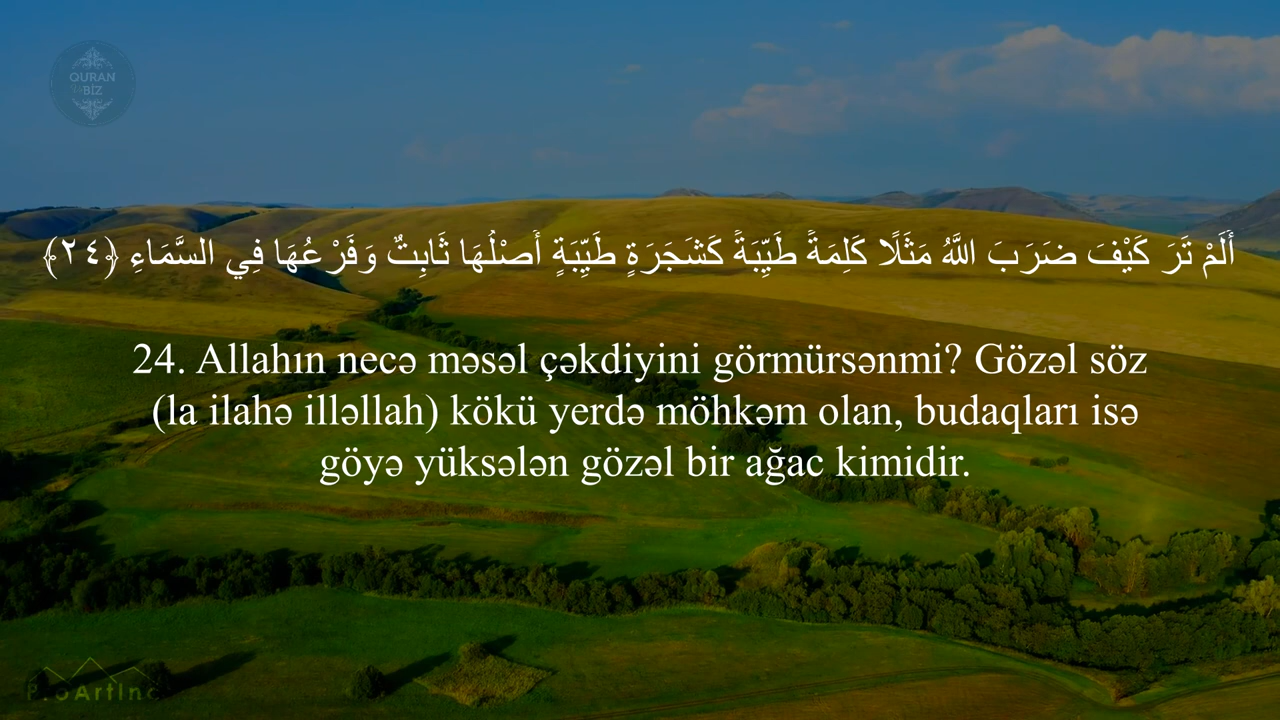 QURAN
BİZ
أَلَمْ تَرَ كَيْفَ ضَرَبَ اللَّهُ مَثَلًا كَلِمَةً طَيِّبَةً كَشَجَرَةٍ طَيِّبَةٍ أَصْلُهَا ثَابِتٌ وَفَرْعُهَا فِي السَّمَاءِ ﴿٢٤﴾
24. Allahın necə məsəl çəkdiyini görmürsənmi? Gözəl söz
(la ilahə illəllah) kökü yerdə möhkəm olan, budaqları isə
göyə yüksələn gözəl bir ağac kimidir.
ProArtInc